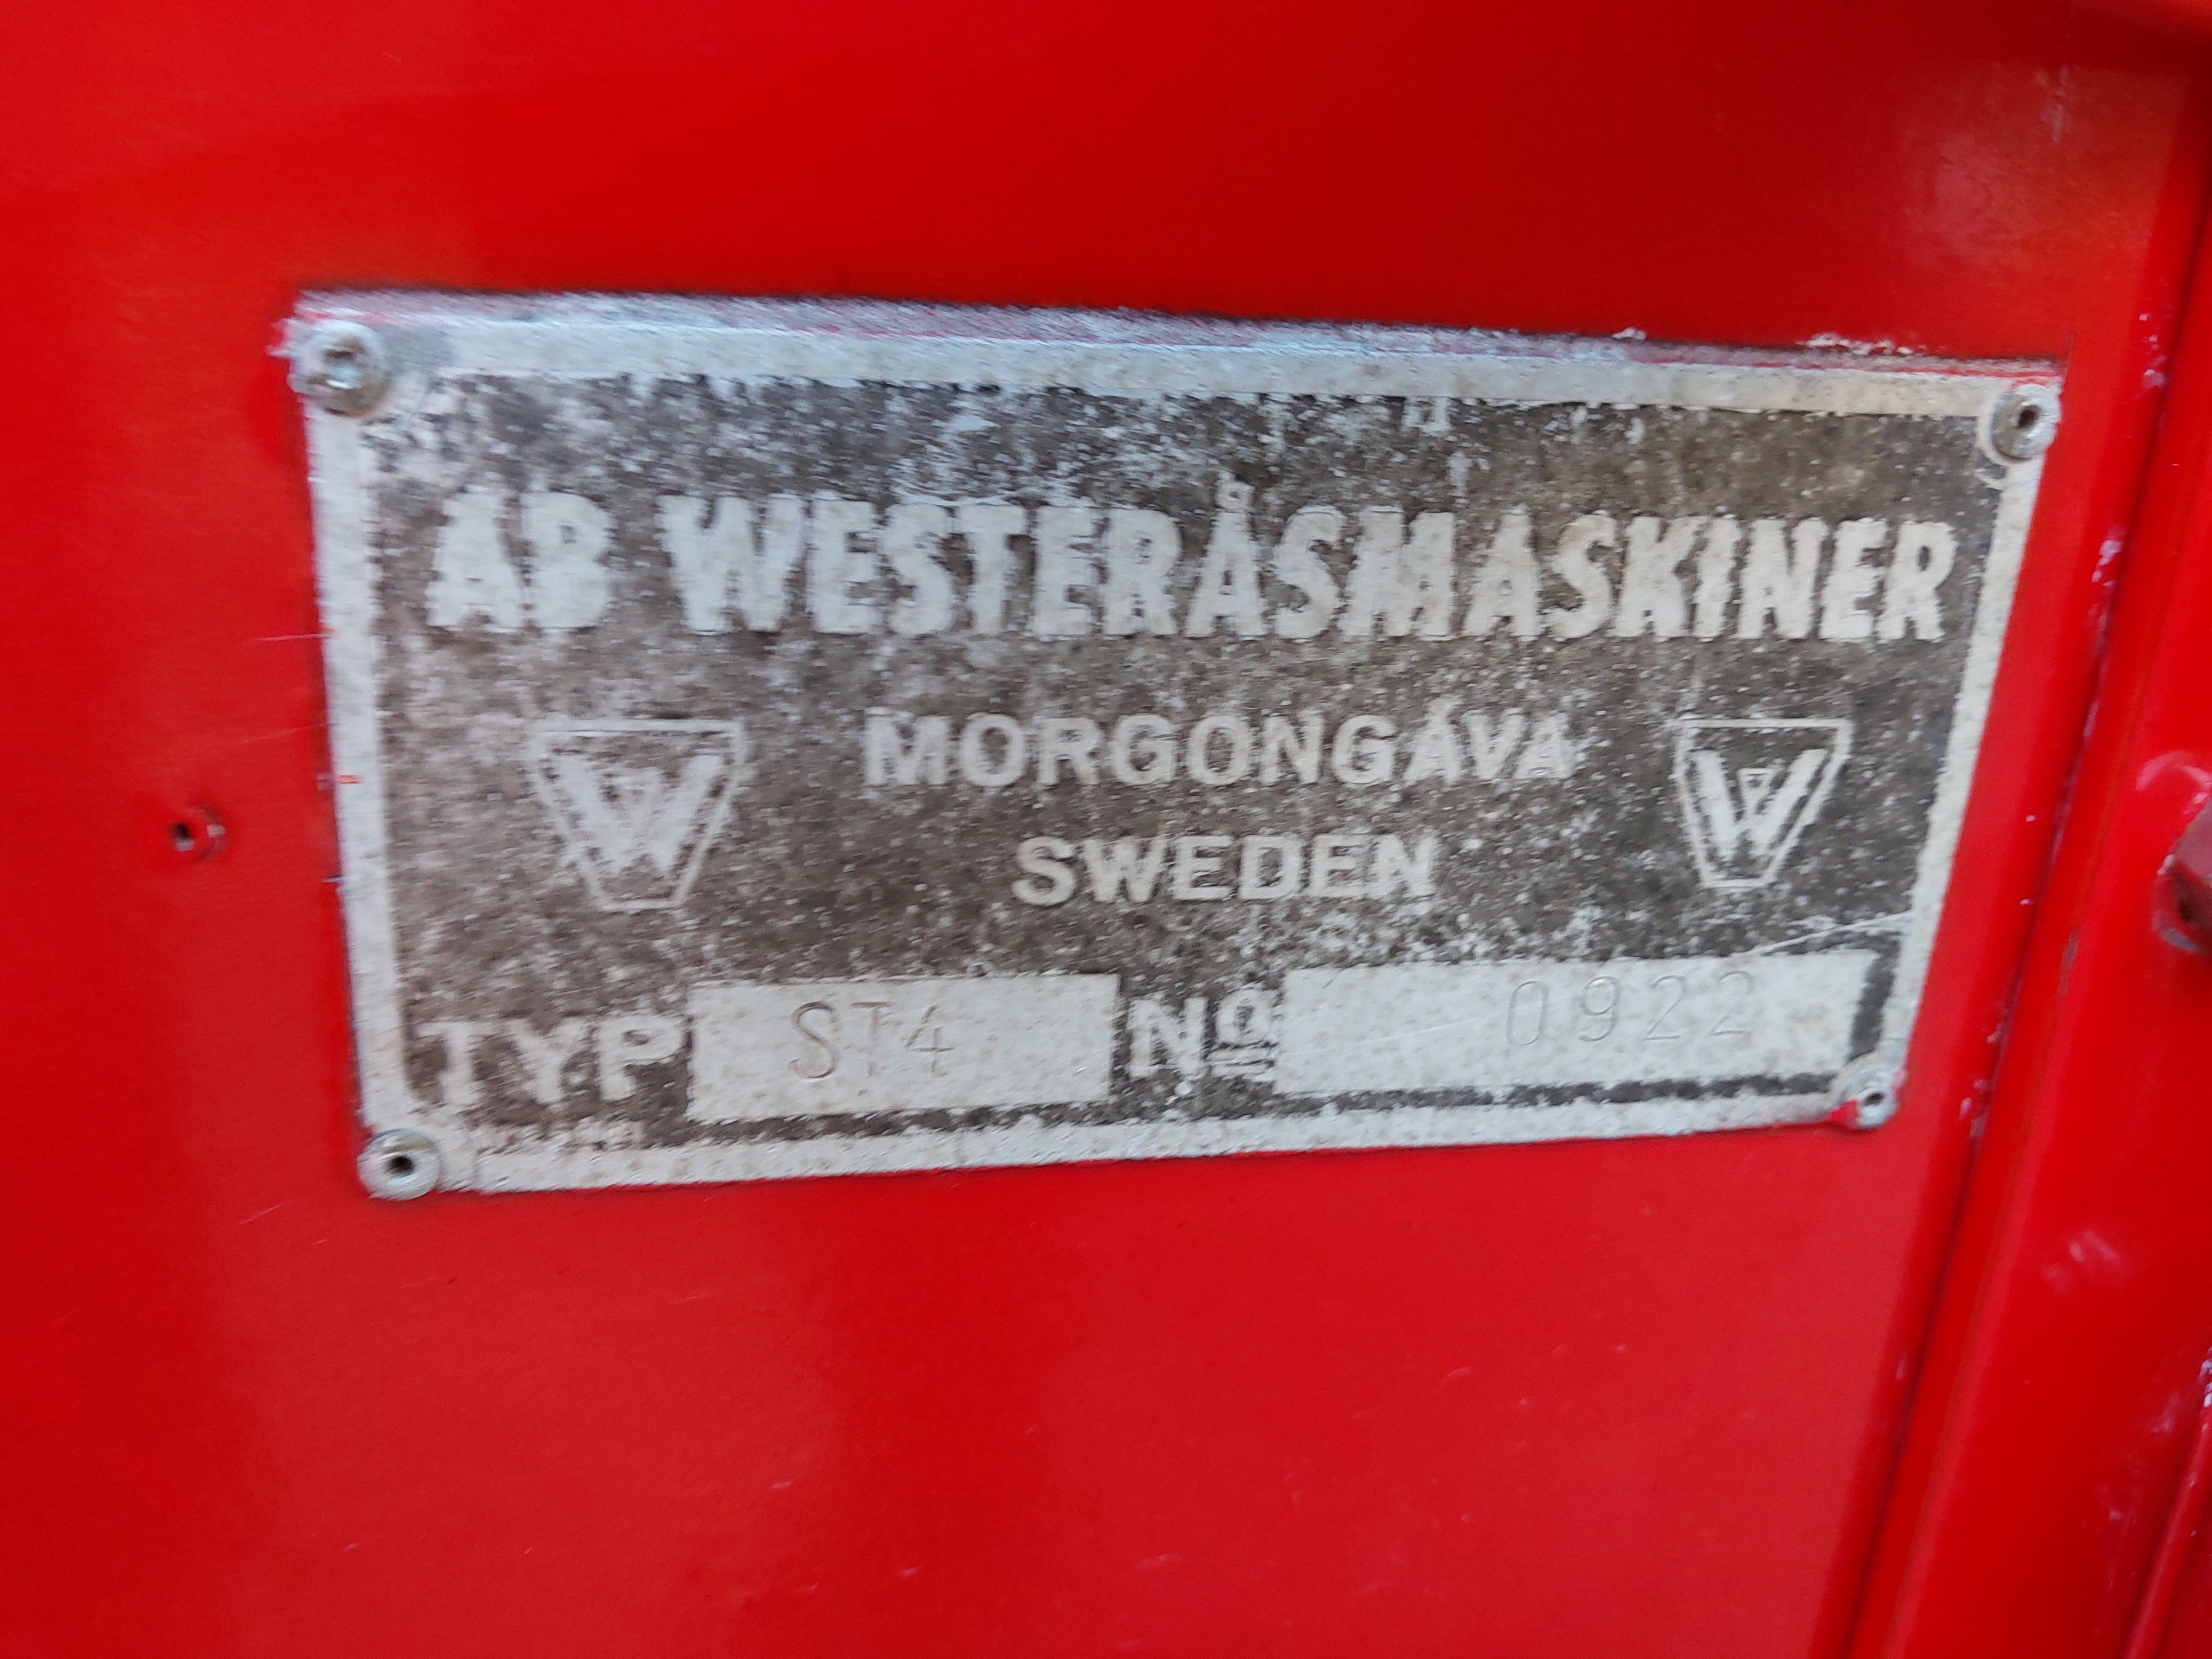 AB WESTERÅSMASKINER
MORGONGÅVA
SWEDEN
W
W
TYP ST4 Nº 0922